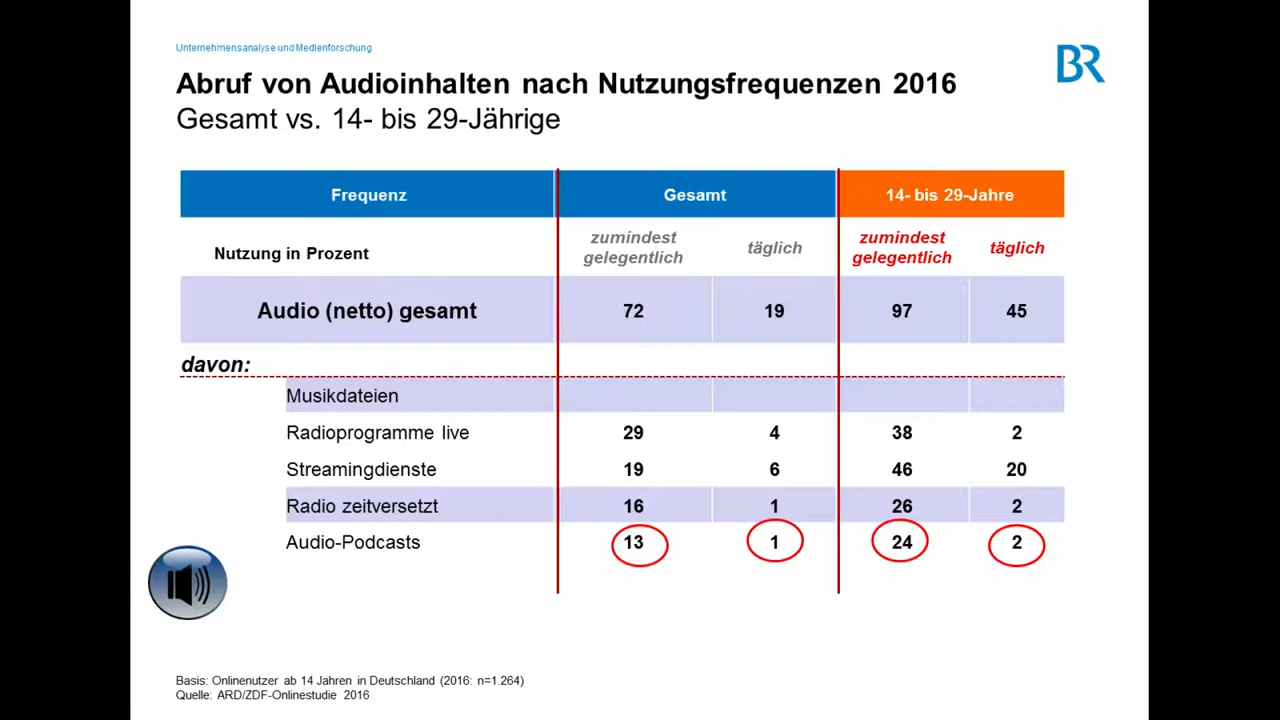 Unternehmensanalyse und Medienforschung
BR
Abruf von Audioinhalten nach Nutzungsfrequenzen 2016
Gesamt vs. 14- bis 29-Jährige
Frequenz Gesamt 14- bis 29-Jahre
Nutzung in Prozent zumindest gelegentlich täglich zumindest gelegentlich täglich
Audio (netto) gesamt 72 19 97 45
davon:
Musikdateien
Radioprogramme live 29 4 38 2
Streamingdienste 19 6 46 20
Radio zeitversetzt 16 1 26 2
Audio-Podcasts 13 1 24 2
Basis: Onlinenutzer ab 14 Jahren in Deutschland (2016: n=1.264)
Quelle: ARD/ZDF-Onlinestudie 2016